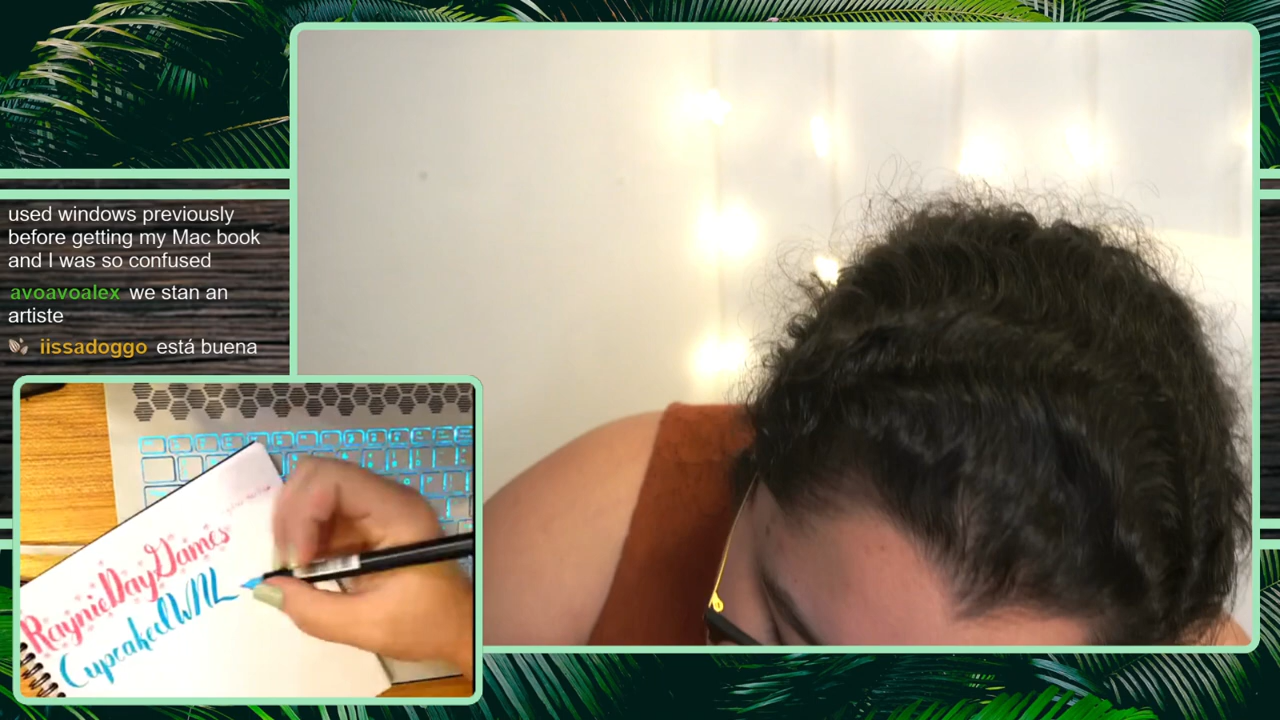 used windows previously
before getting my Mac book
and I was so confused
avoavoalex we stan an
artiste
iissadoggo está buena
RaynieDayGames
CupcakedWNL